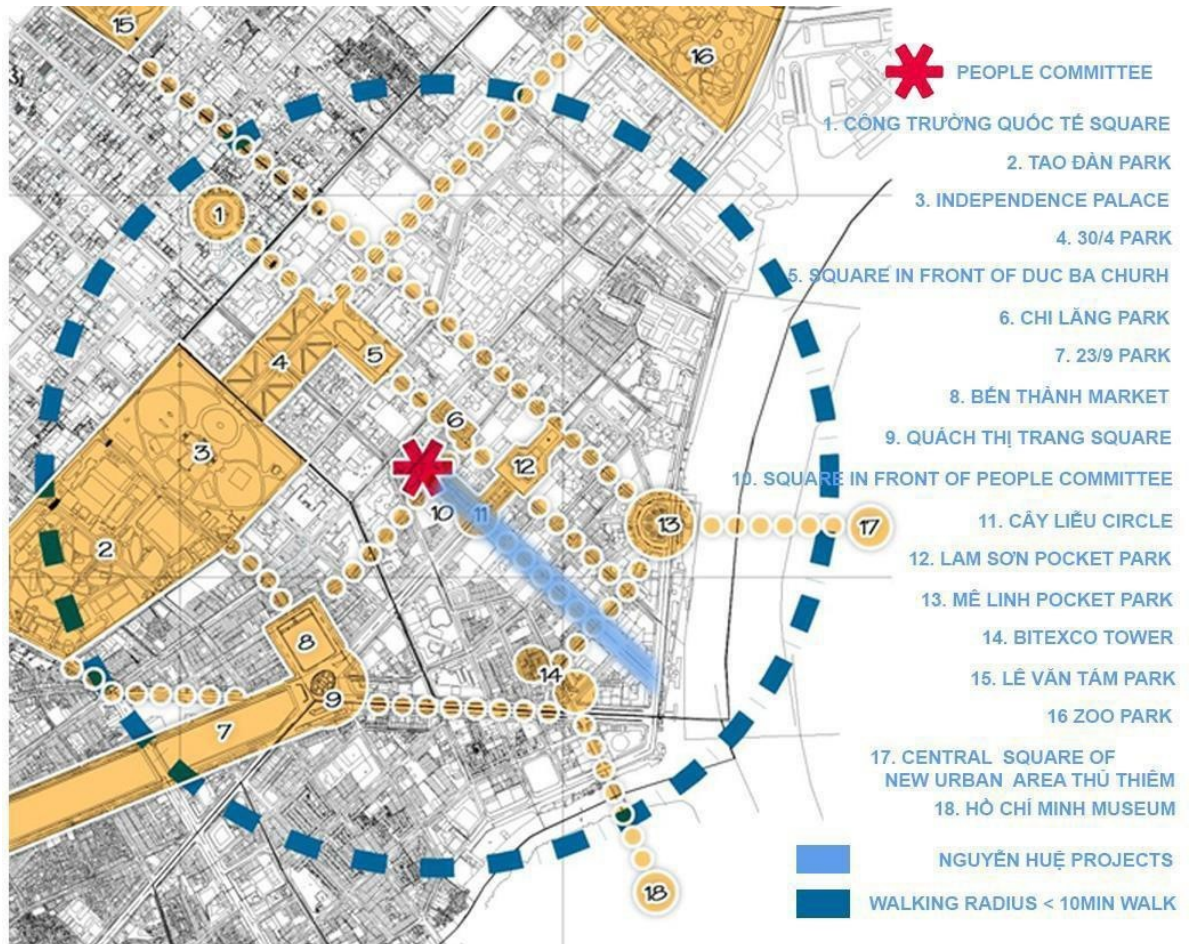 15
16
3)
1
5
4
6
3
12
10
11
13
17
2
8
14
9
7
18
PEOPLE COMMITTEE
1. CÔNG TRƯỜNG QUỐC TẾ SQUARE
2. TAO ĐÀN PARK
3. INDEPENDENCE PALACE
4. 30/4 PARK
5. SQUARE IN FRONT OF DUC BA CHURH
6. CHI LĂNG PARK
7. 23/9 PARK
8. BẾN THÀNH MARKET
9. QUÁCH THỊ TRANG SQUARE
10. SQUARE IN FRONT OF PEOPLE COMMITTEE
11. CÂY LIỄU CIRCLE
12. LAM SƠN POCKET PARK
13. MÊ LINH POCKET PARK
14. BITEXCO TOWER
15. LÊ VĂN TÁM PARK
16 ZOO PARK
17. CENTRAL SQUARE OF
NEW URBAN AREA THỦ THIÊM
18. HỒ CHÍ MINH MUSEUM
NGUYỄN HUỆ PROJECTS
WALKING RADIUS < 10MIN WALK